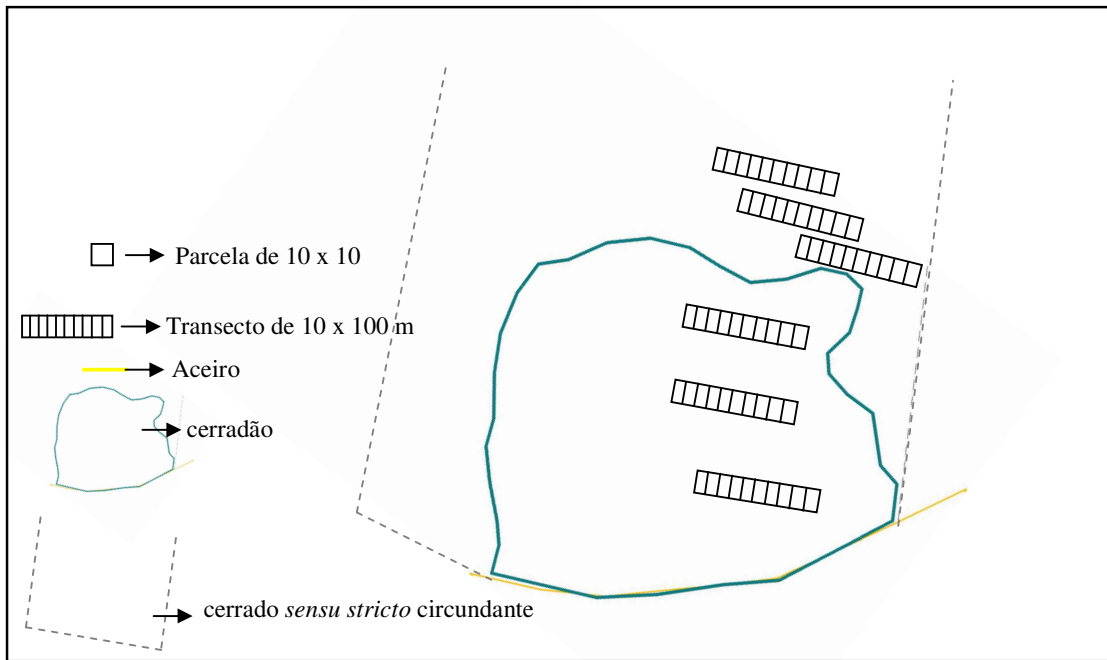 Parcela de 10 x 10
Transecto de 10 x 100 m
Aceiro
cerradão
cerrado sensu stricto circundante